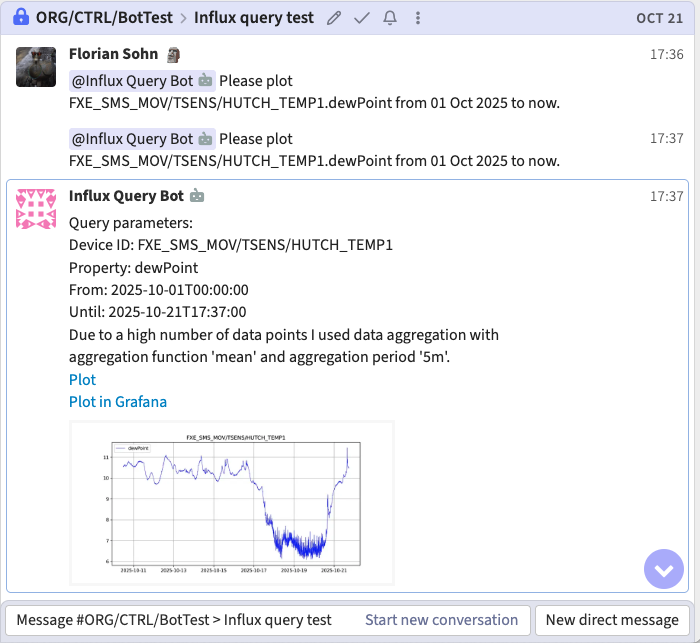 ORG/CTRL/BotTest > Influx query test OCT 21
Florian Sohn 17:36
@Influx Query Bot Please plot
FXE_SMS_MOV/TSENS/HUTCH_TEMP1.dewPoint from 01 Oct 2025 to now.
@Influx Query Bot Please plot 17:37
FXE_SMS_MOV/TSENS/HUTCH_TEMP1.dewPoint from 01 Oct 2025 to now.
Influx Query Bot 17:37
Query parameters:
Device ID: FXE_SMS_MOV/TSENS/HUTCH_TEMP1
Property: dewPoint
From: 2025-10-01T00:00:00
Until: 2025-10-21T17:37:00
Due to a high number of data points I used data aggregation with
aggregation function 'mean' and aggregation period '5m'.
Plot
Plot in Grafana
FXE_SMS_MOV/TSENS/HUTCH_TEMP1
dewPoint
11
10
9
8
7
6
2025-10-11 2025-10-13 2025-10-15 2025-10-17 2025-10-19 2025-10-21
Message #ORG/CTRL/BotTest > Influx query test Start new conversation New direct message